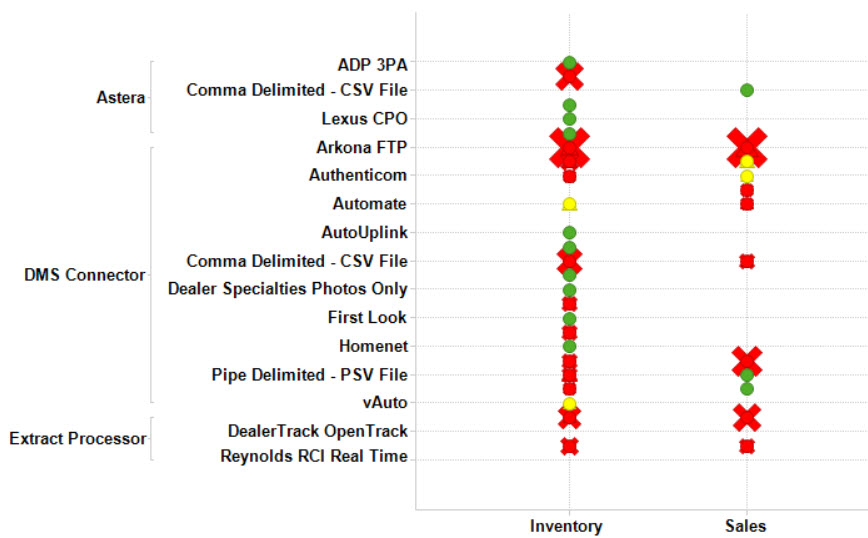 ADP 3PA
Astera
Comma Delimited - CSV File
Lexus CPO
Arkona FTP
Authenticom
Automate
AutoUplink
Comma Delimited - CSV File
DMS Connector
Dealer Specialties Photos Only
First Look
Homenet
Pipe Delimited - PSV File
vAuto
Extract Processor
DealerTrack OpenTrack
Reynolds RCI Real Time
Inventory
Sales